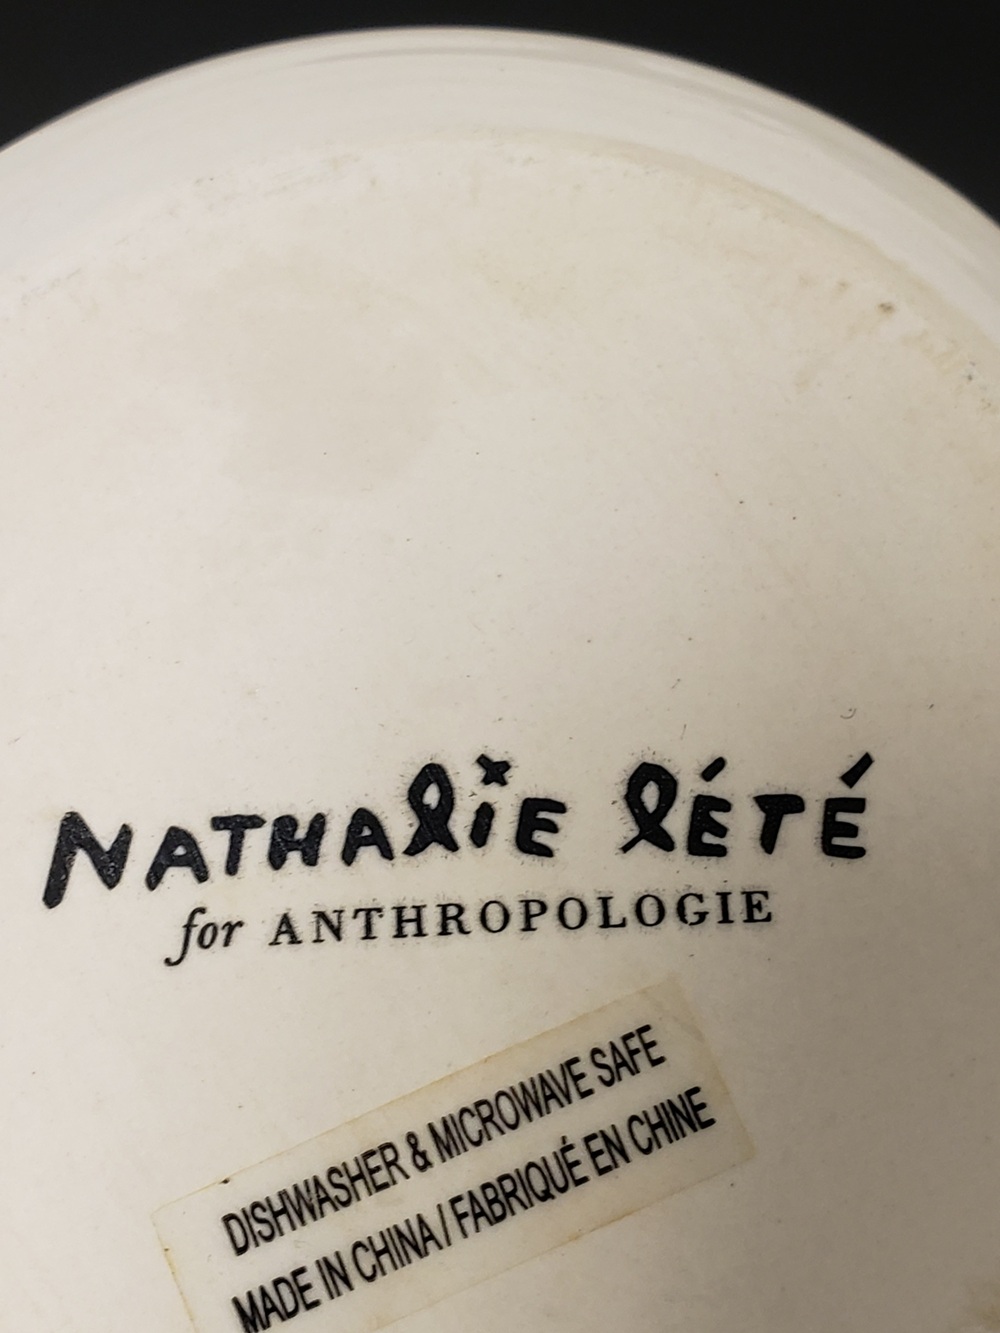 NATHAlIE lÉTÉ
for ANTHROPOLOGIE
DISHWASHER & MICROWAVE SAFE
MADE IN CHINA / FABRIQUÉ EN CHINE